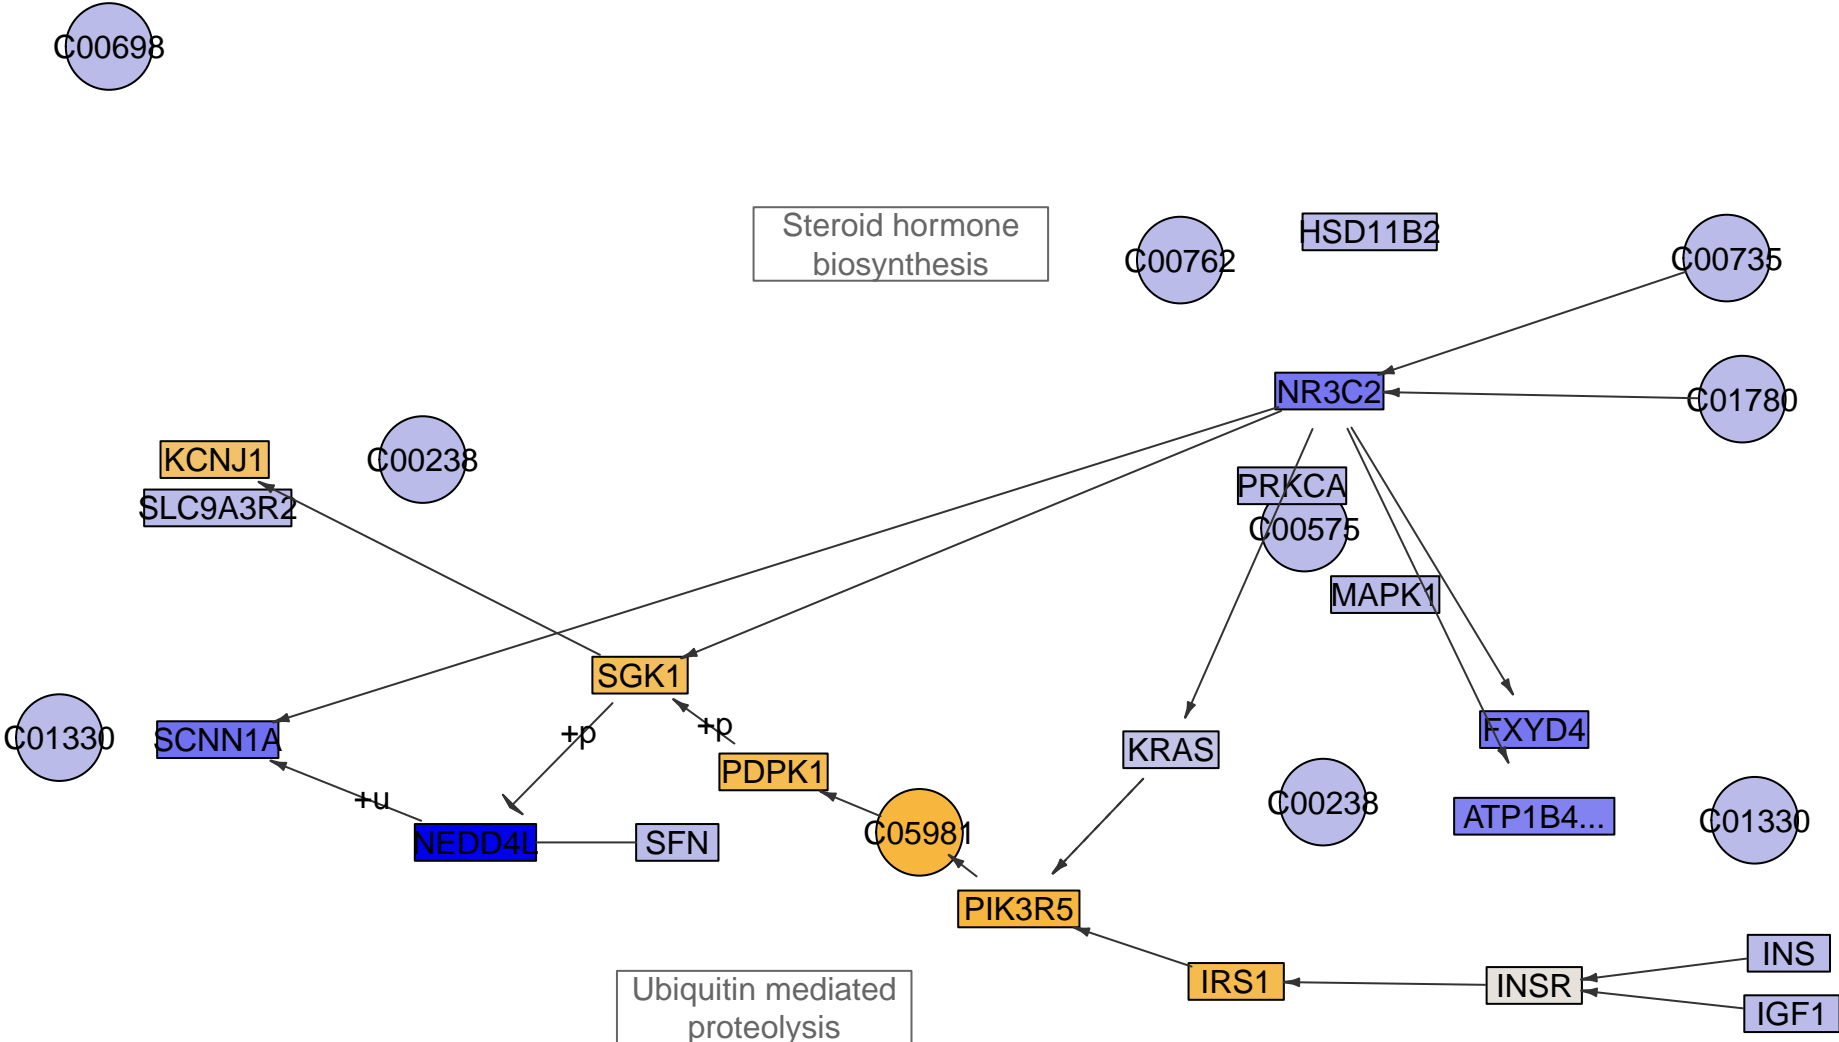 C00698
Steroid hormone
biosynthesis
C00762
HSD11B2
C00735
NR3C2
C01780
KCNJ1
C00238
SLC9A3R2
PRKCA
C00575
MAPK1
SGK1
C01330
SCNN1A
+p
+p
PDPK1
KRAS
FXYD4
+u
C00238
ATP1B4...
C01330
NEDD4L
SFN
C05981
PIK3R5
INS
IRS1
INSR
IGF1
Ubiquitin mediated
proteolysis